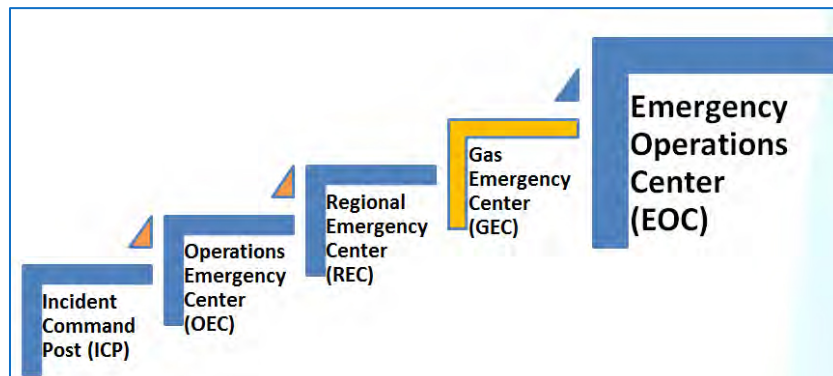 Incident
Command
Post (ICP)
Operations
Emergency
Center
(OEC)
Regional
Emergency
Center
(REC)
Gas
Emergency
Center
(GEC)
Emergency
Operations
Center
(EOC)